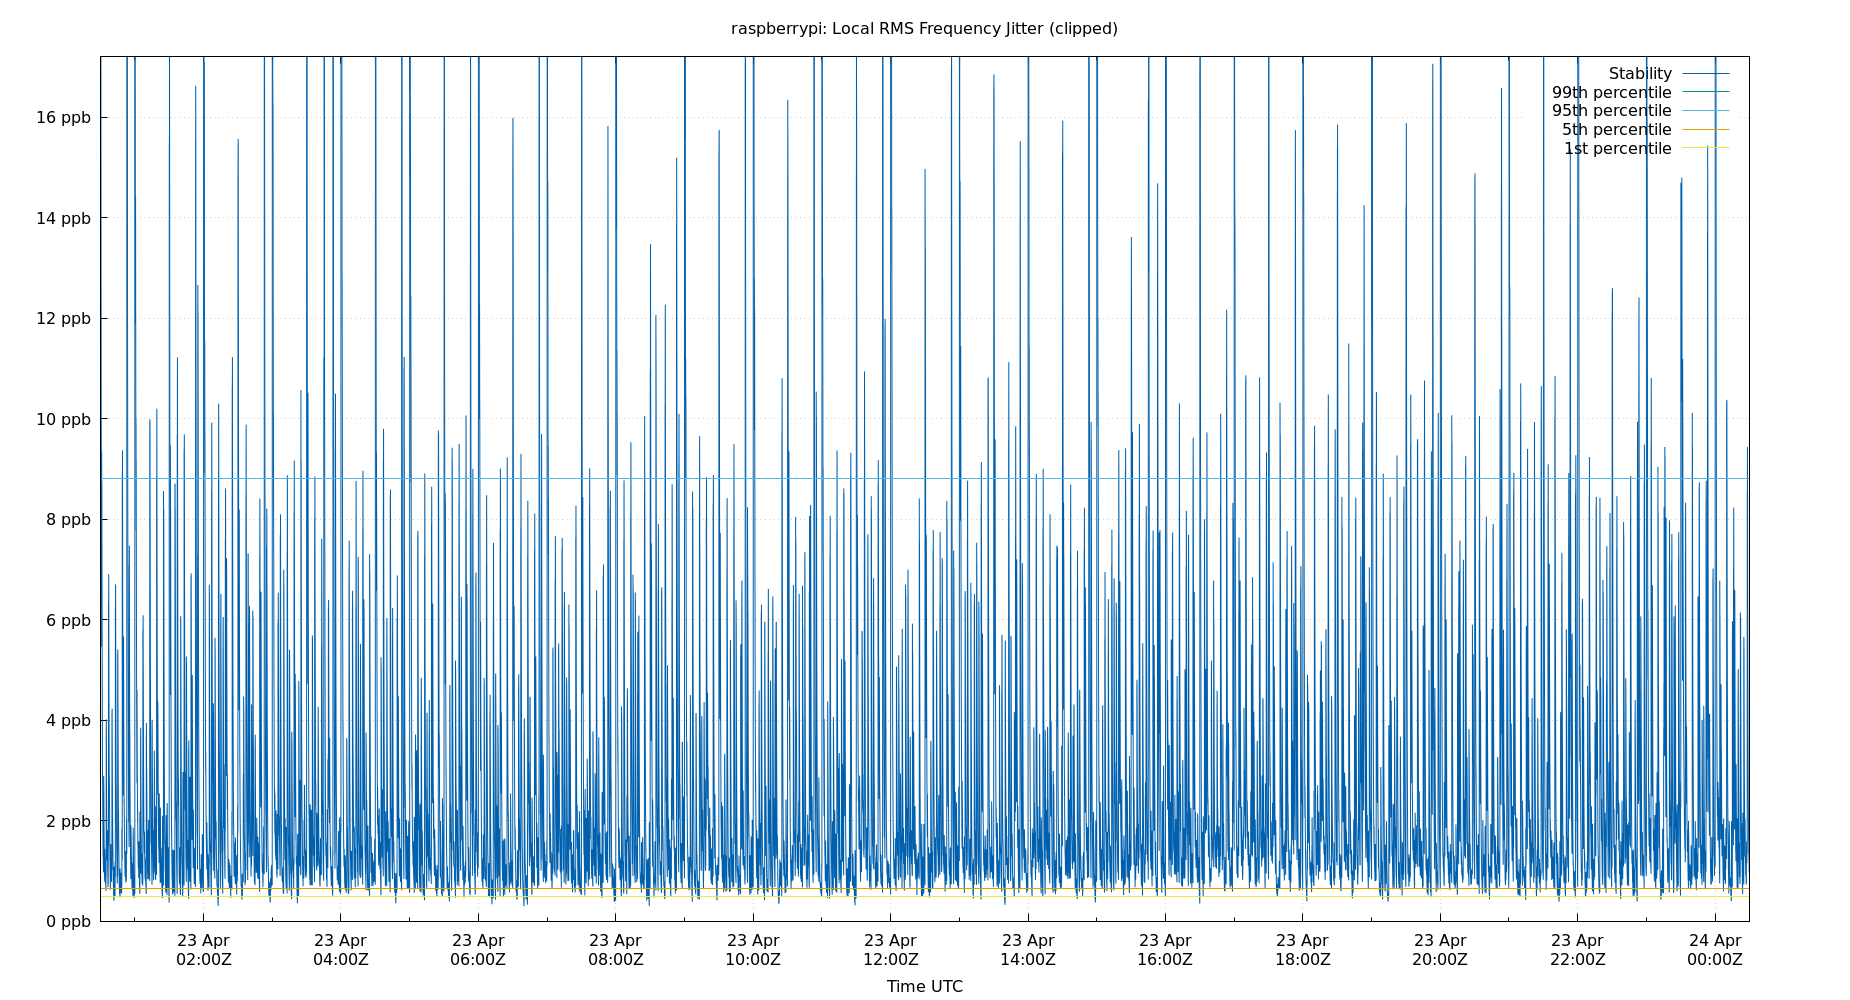 raspberrypi: Local RMS Frequency Jitter (clipped)
Stability
99th percentile
95th percentile
5th percentile
1st percentile
16 ppb
14 ppb
12 ppb
10 ppb
8 ppb
6 ppb
4 ppb
2 ppb
0 ppb
23 Apr 23 Apr 23 Apr 23 Apr 23 Apr 23 Apr 23 Apr 23 Apr 23 Apr 23 Apr 23 Apr 24 Apr
02:00Z 04:00Z 06:00Z 08:00Z 10:00Z 12:00Z 14:00Z 16:00Z 18:00Z 20:00Z 22:00Z 00:00Z
Time UTC